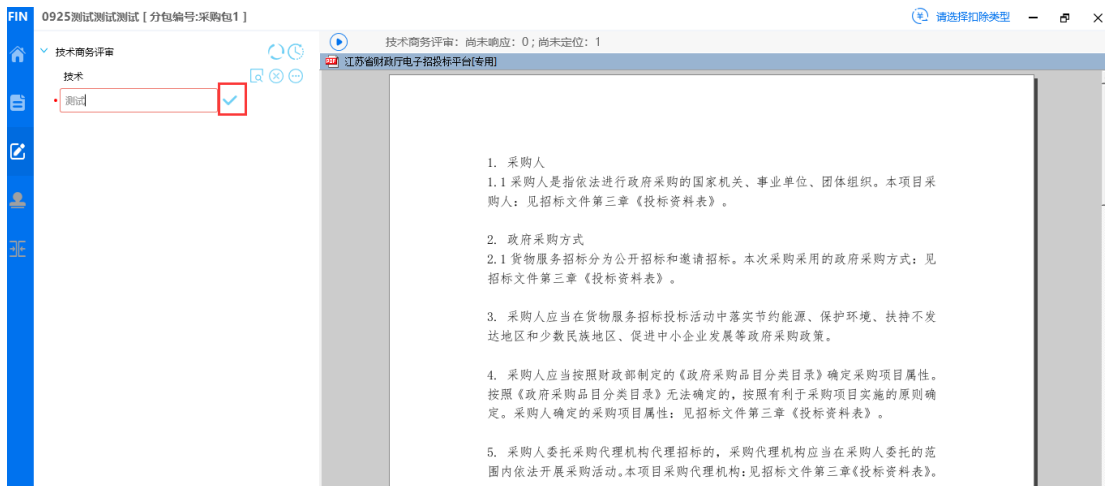 FIN
0925测试测试测试 [ 分包编号:采购包1 ]
请选择扣除类型
技术商务评审
技术
测试
技术商务评审：尚未响应：0 ; 尚未定位：1
PDF 江苏省财政厅电子招投标平台[专用]
1. 采购人
1.1 采购人是指依法进行政府采购的国家机关、事业单位、团体组织。本项目采
购人：见招标文件第三章《投标资料表》。
2. 政府采购方式
2.1 货物服务招标分为公开招标和邀请招标。本次采购采用的政府采购方式：见
招标文件第三章《投标资料表》。
3. 采购人应当在货物服务招标投标活动中落实节约能源、保护环境、扶持不发
达地区和少数民族地区、促进中小企业发展等政府采购政策。
4. 采购人应当按照财政部制定的《政府采购品目分类目录》确定采购项目属性。
按照《政府采购品目分类目录》无法确定的，按照有利于采购项目实施的原则确
定。采购人确定的采购项目属性：见招标文件第三章《投标资料表》。
5. 采购人委托采购代理机构代理招标的，采购代理机构应当在采购人委托的范
围内依法开展采购活动。本项目采购代理机构：见招标文件第三章《投标资料表》。